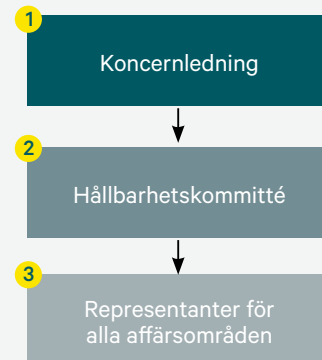 1
Koncernledning
2
Hållbarhetskommitté
3
Representanter för
alla affärsområden